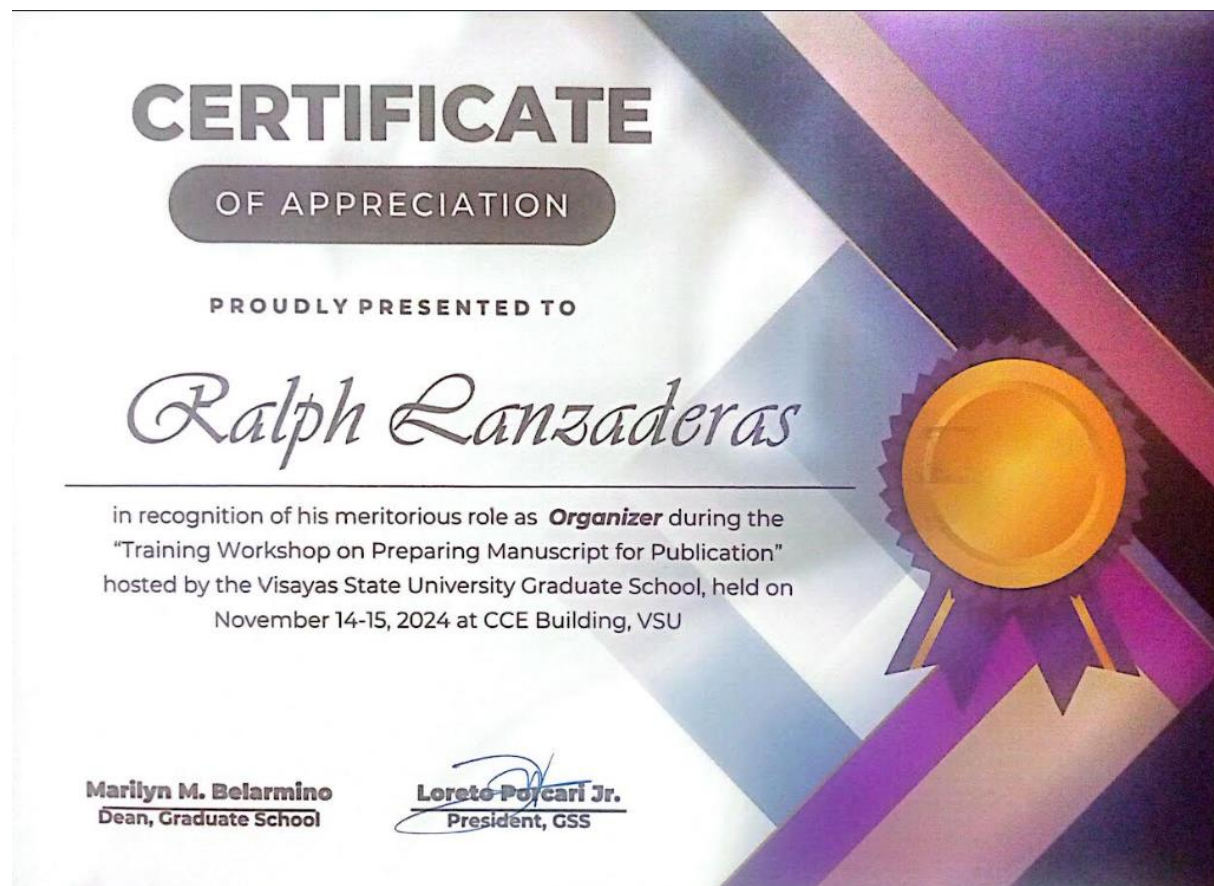 CERTIFICATE
OF APPRECIATION
PROUDLY PRESENTED TO
Ralph Lanzaderas
in recognition of his meritorious role as Organizer during the
“Training Workshop on Preparing Manuscript for Publication”
hosted by the Visayas State University Graduate School, held on
November 14-15, 2024 at CCE Building, VSU
Marilyn M. Belarmino
Dean, Graduate School
Loreto Porcari Jr.
President, GSS